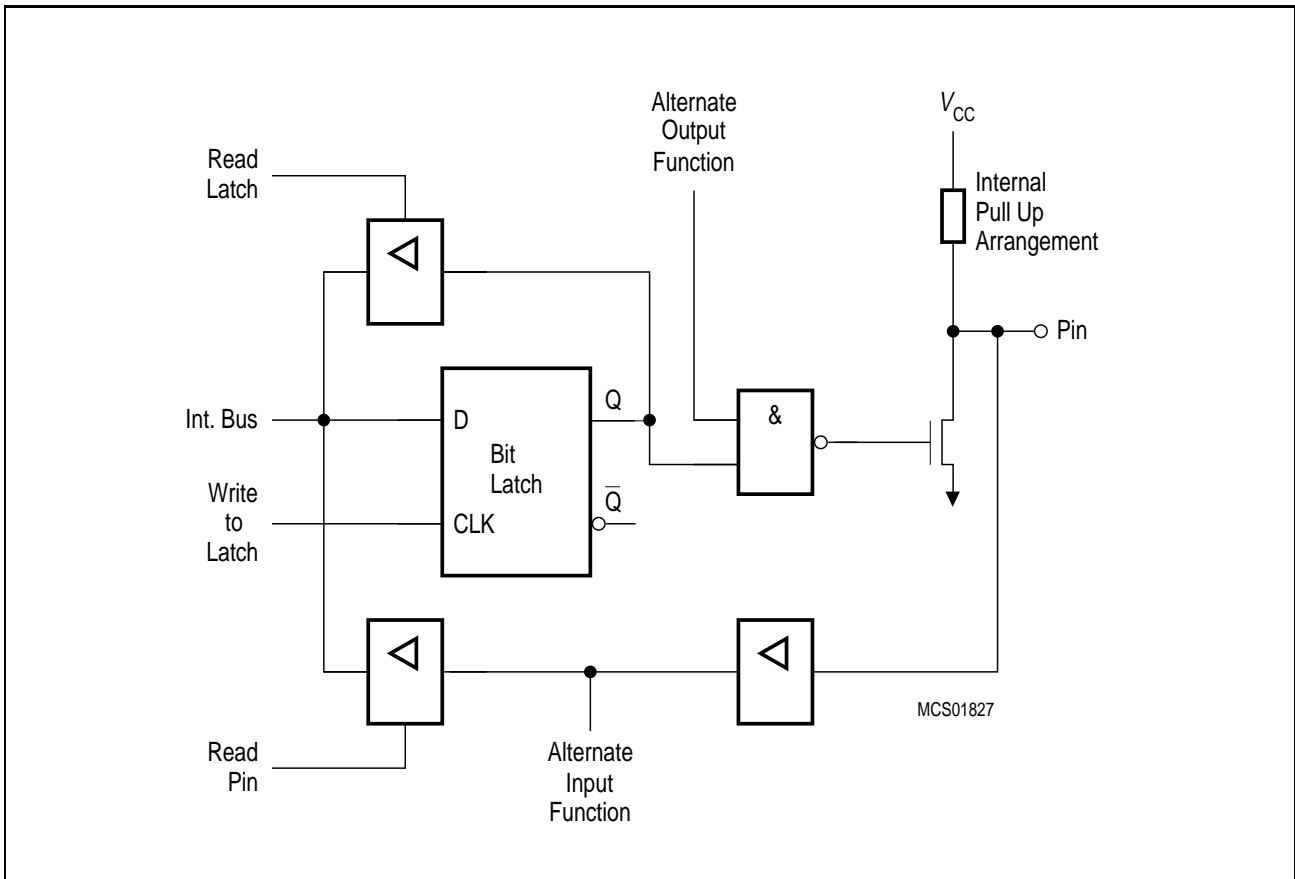 Alternate
Output
Function
V CC
Read
Latch
Internal
Pull Up
Arrangement
Pin
Int. Bus
D
Q
&
Bit
Latch
Q̅
Write
to
Latch
CLK
MCS01827
Read
Pin
Alternate
Input
Function